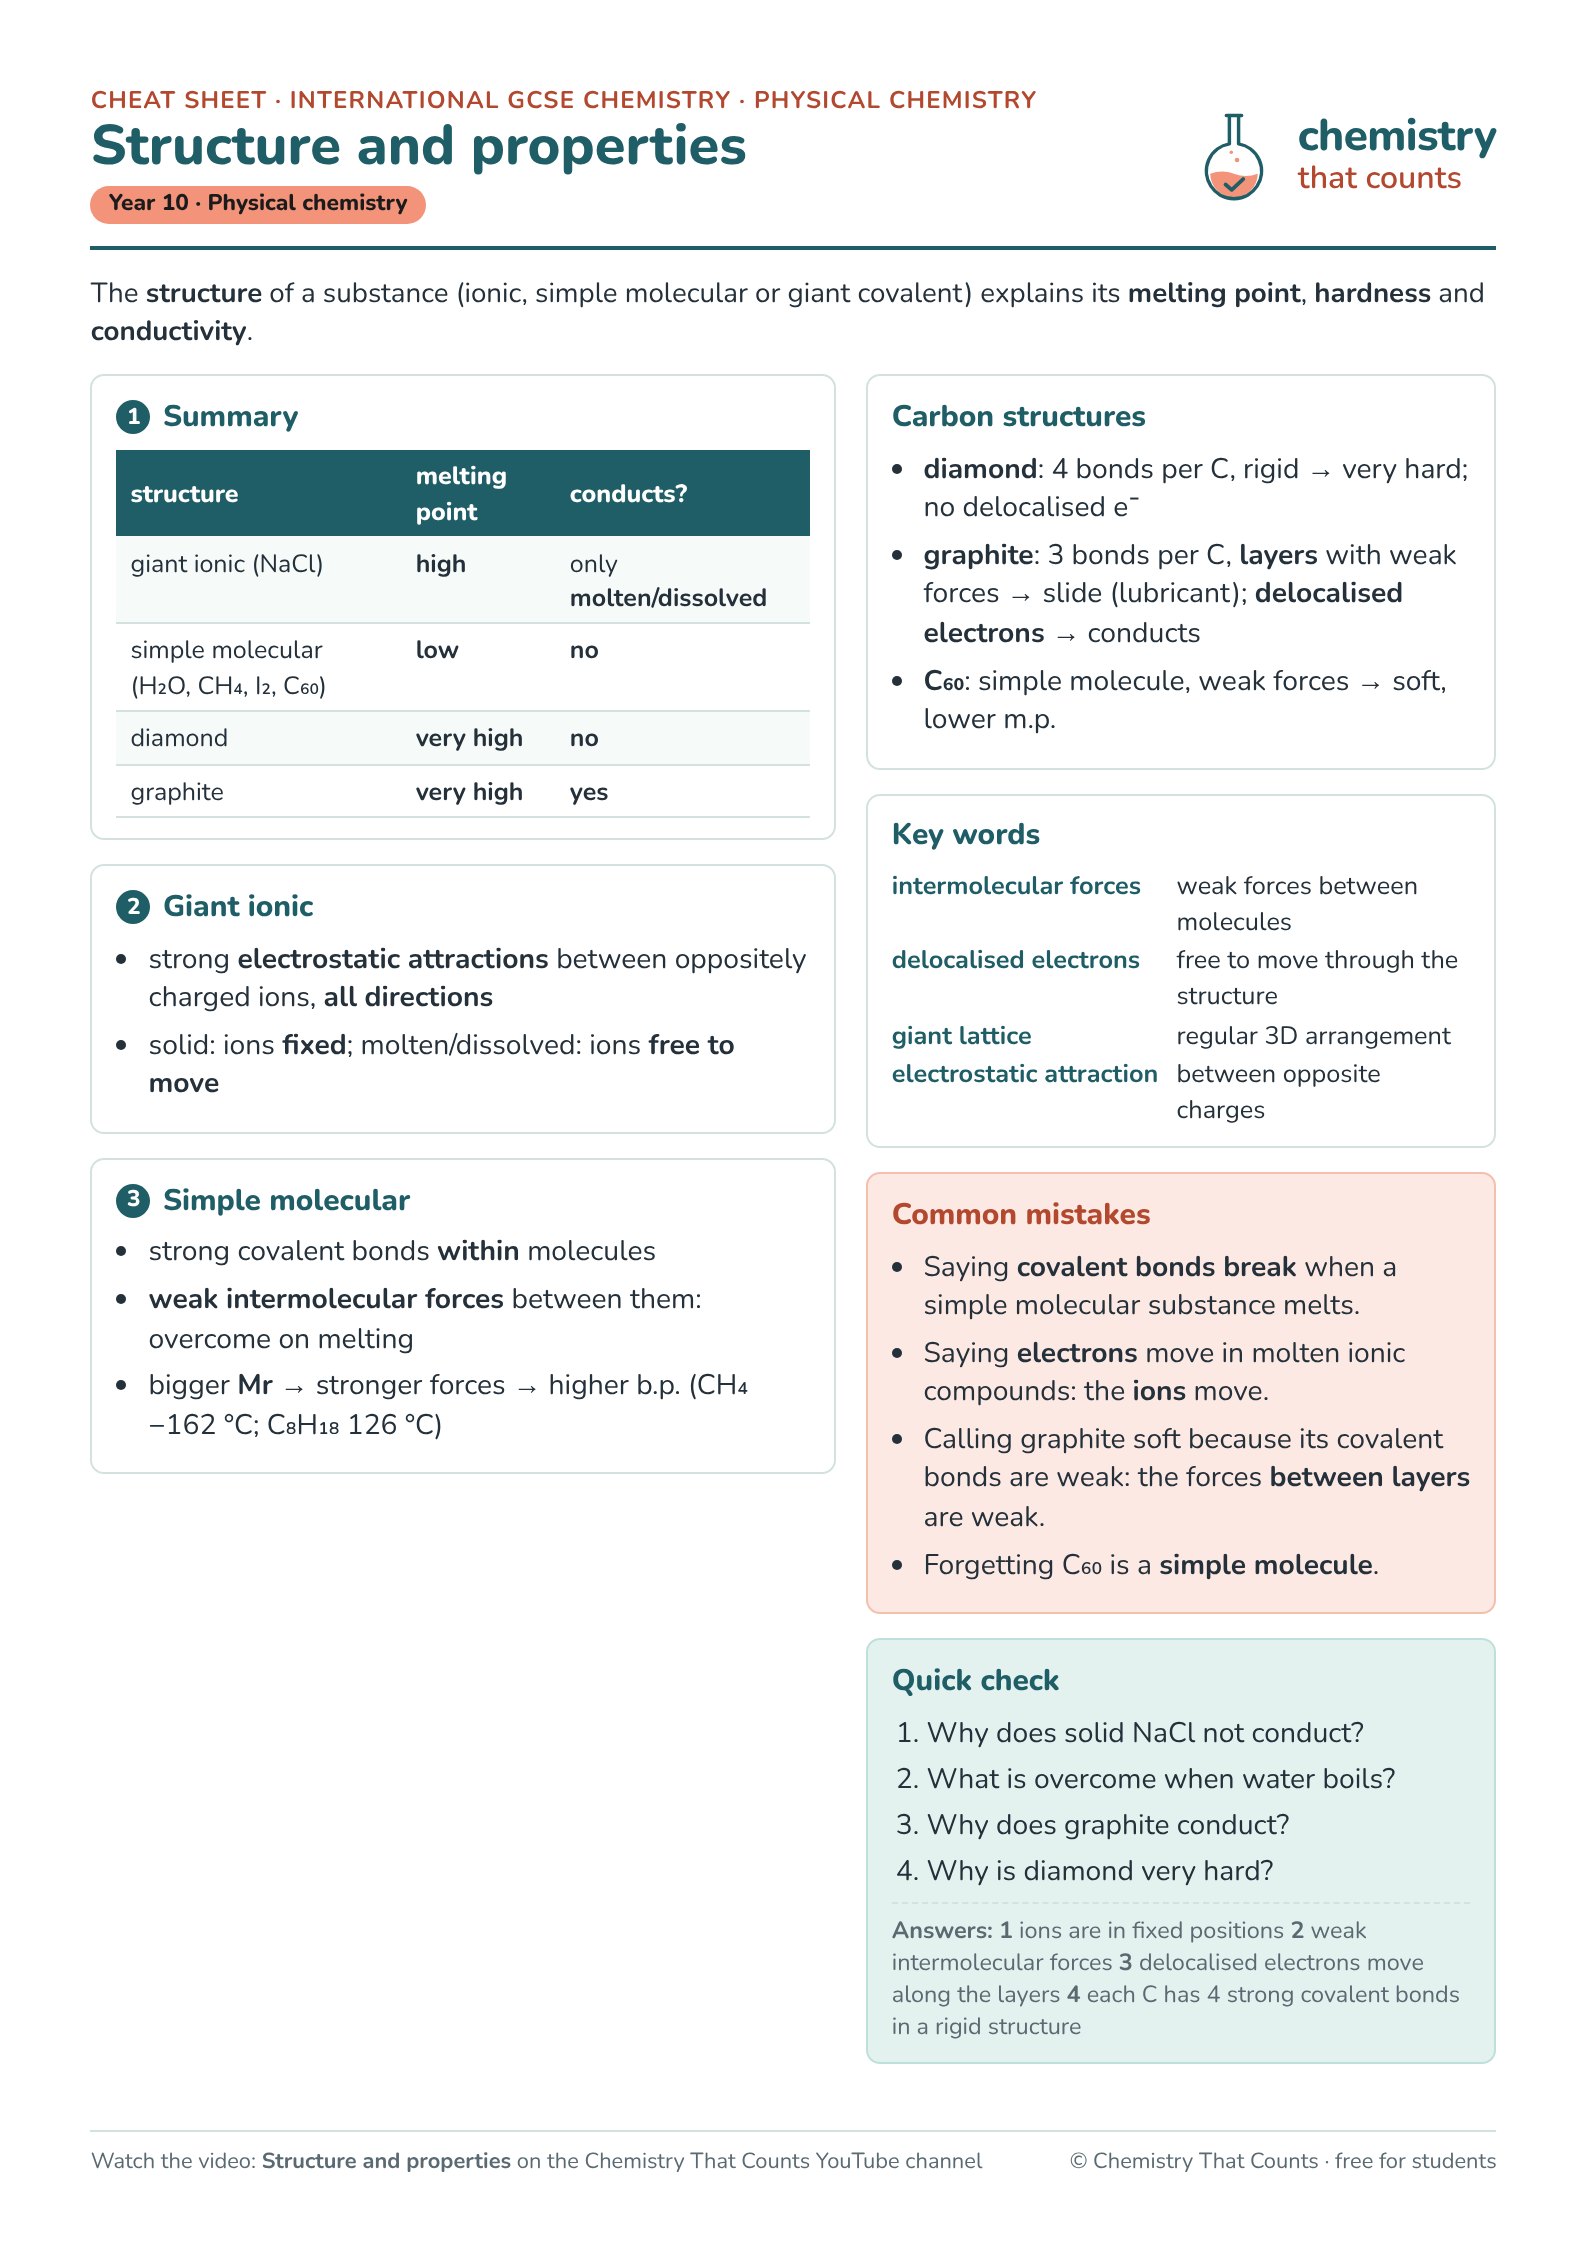 CHEAT SHEET · INTERNATIONAL GCSE CHEMISTRY · PHYSICAL CHEMISTRY
Structure and properties
Year 10 · Physical chemistry
chemistry
that counts
The structure of a substance (ionic, simple molecular or giant covalent) explains its melting point, hardness and
conductivity.
1 Summary
structure melting point conducts?
giant ionic (NaCl) high only
molten/dissolved
simple molecular low no
(H₂O, CH₄, I₂, C₆₀)
diamond very high no
graphite very high yes
2 Giant ionic
• strong electrostatic attractions between oppositely
charged ions, all directions
• solid: ions fixed; molten/dissolved: ions free to
move
3 Simple molecular
• strong covalent bonds within molecules
• weak intermolecular forces between them:
overcome on melting
• bigger Mr → stronger forces → higher b.p. (CH₄
−162 °C; C₈H₁₈ 126 °C)
Carbon structures
• diamond: 4 bonds per C, rigid → very hard;
no delocalised e⁻
• graphite: 3 bonds per C, layers with weak
forces → slide (lubricant); delocalised
electrons → conducts
• C₆₀: simple molecule, weak forces → soft,
lower m.p.
Key words
intermolecular forces weak forces between
molecules
delocalised electrons free to move through the
structure
giant lattice regular 3D arrangement
electrostatic attraction between opposite
charges
Common mistakes
• Saying covalent bonds break when a
simple molecular substance melts.
• Saying electrons move in molten ionic
compounds: the ions move.
• Calling graphite soft because its covalent
bonds are weak: the forces between layers
are weak.
• Forgetting C₆₀ is a simple molecule.
Quick check
1. Why does solid NaCl not conduct?
2. What is overcome when water boils?
3. Why does graphite conduct?
4. Why is diamond very hard?
Answers: 1 ions are in fixed positions 2 weak
intermolecular forces 3 delocalised electrons move
along the layers 4 each C has 4 strong covalent bonds
in a rigid structure
Watch the video: Structure and properties on the Chemistry That Counts YouTube channel
© Chemistry That Counts · free for students